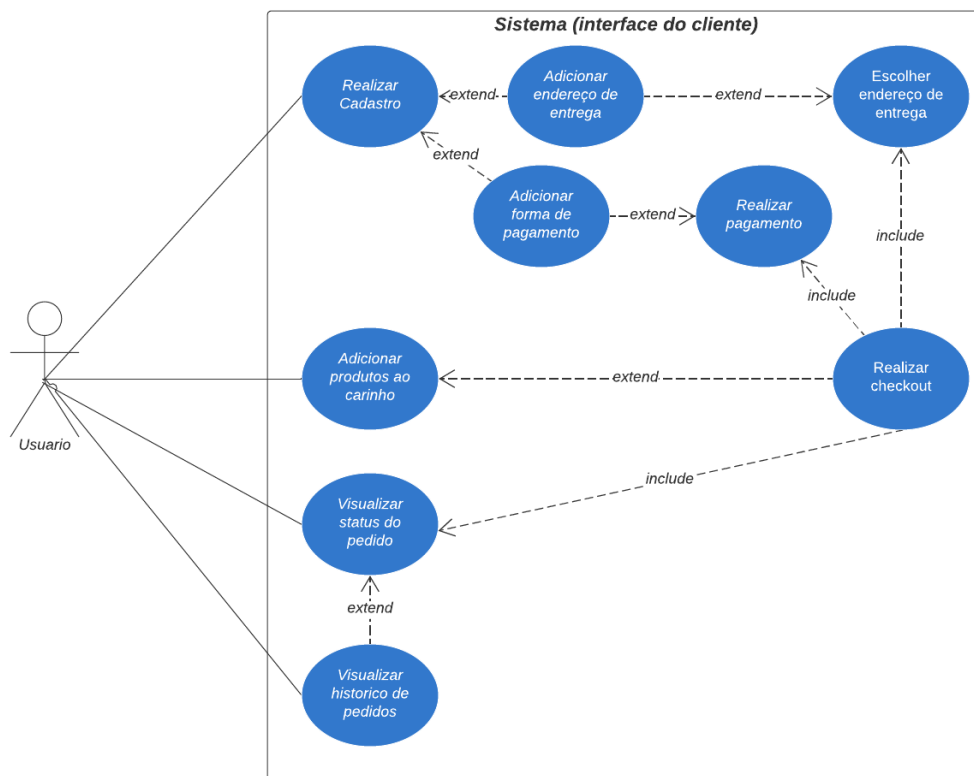 Sistema (interface do cliente)
Realizar
Cadastro
extend
Adicionar
endereço de
entrega
extend
Escolher
endereço de
entrega
extend
Adicionar
forma de
pagamento
extend
Realizar
pagamento
include
include
Usuario
Adicionar
produtos ao
carinho
extend
Realizar
checkout
include
Visualizar
status do
pedido
extend
Visualizar
historico de
pedidos